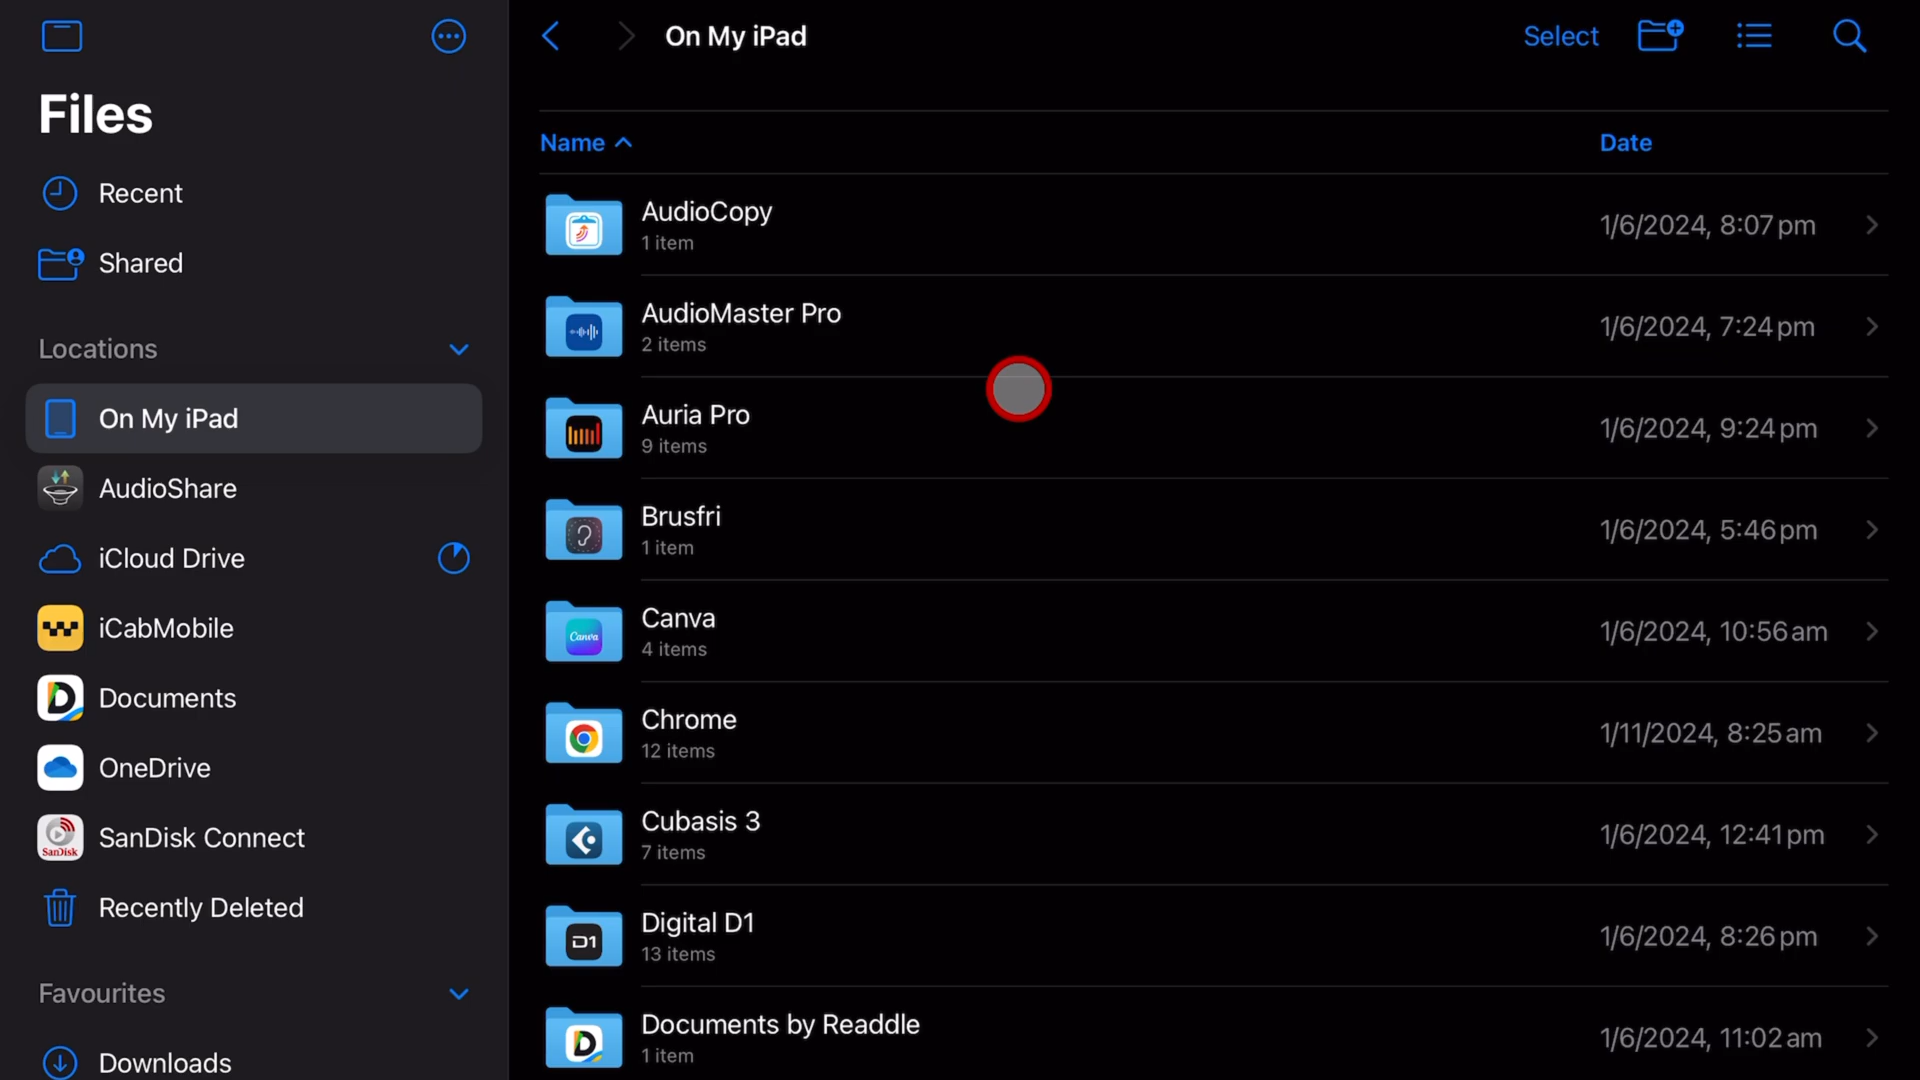 On My iPad
Select
Files
Recent
Shared
Locations
On My iPad
AudioShare
iCloud Drive
iCabMobile
Documents
OneDrive
SanDisk
SanDisk Connect
Recently Deleted
Favourites
Downloads
Name
Date
AudioCopy
1 item
1/6/2024, 8:07 pm
AudioMaster Pro
2 items
1/6/2024, 7:24 pm
Auria Pro
9 items
1/6/2024, 9:24 pm
Brusfri
1 item
1/6/2024, 5:46 pm
Canva
Canva
4 items
1/6/2024, 10:56 am
Chrome
12 items
1/11/2024, 8:25 am
Cubasis 3
7 items
1/6/2024, 12:41 pm
D1
Digital D1
13 items
1/6/2024, 8:26 pm
Documents by Readdle
1 item
1/6/2024, 11:02 am